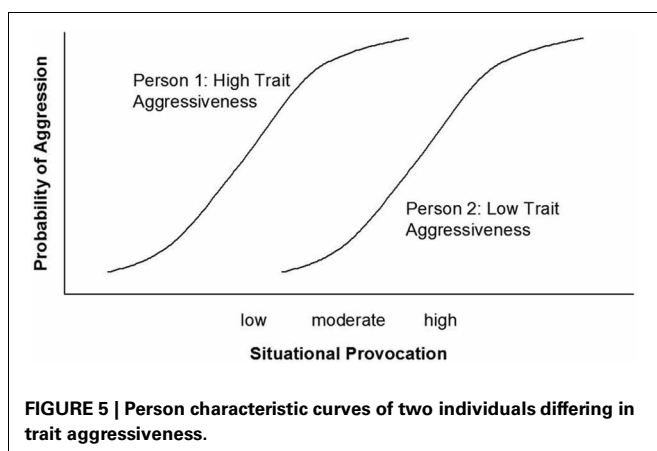 Probability of Aggression
Person 1: High Trait
Aggressiveness
Person 2: Low Trait
Aggressiveness
low moderate high
Situational Provocation
FIGURE 5 | Person characteristic curves of two individuals differing in
trait aggressiveness.